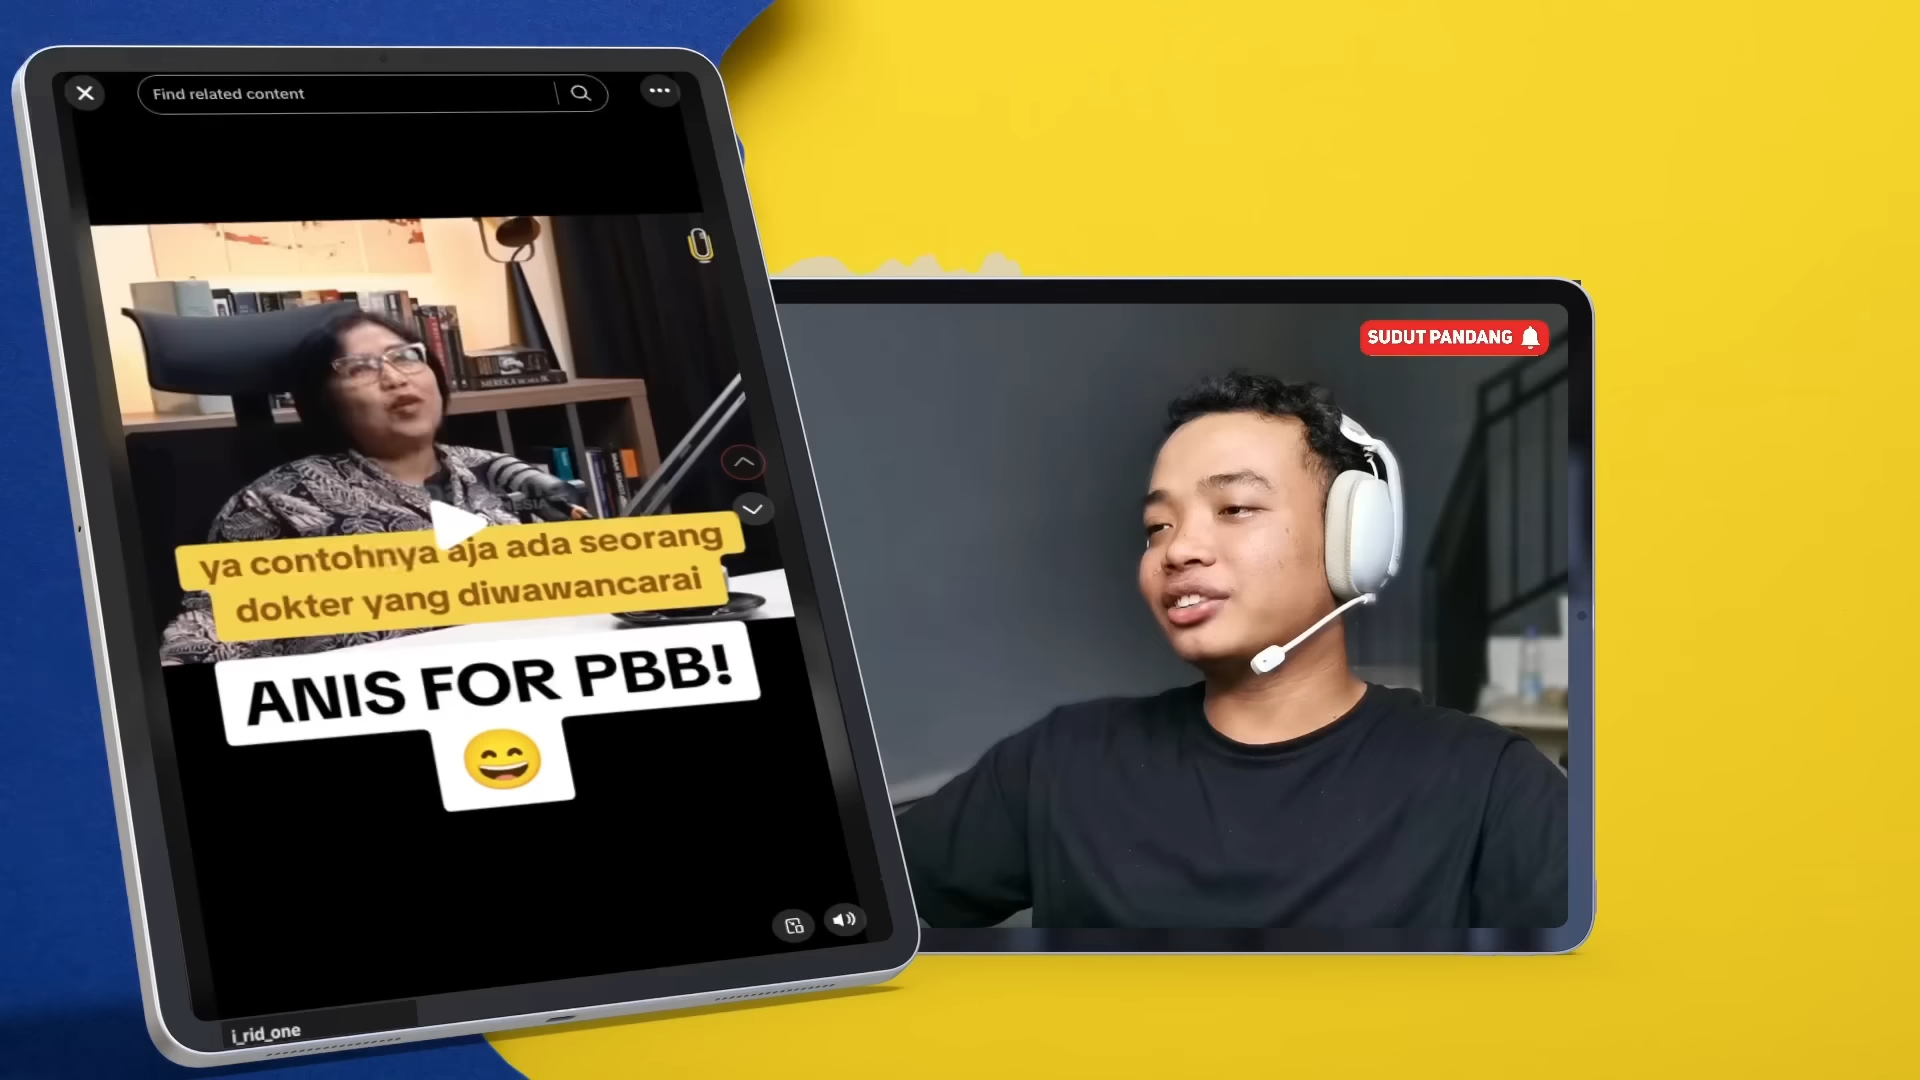 Find related content
SUDUT PANDANG
ya contohnya aja ada seorang
dokter yang diwawancarai
ANIS FOR PBB!
i_rid_one